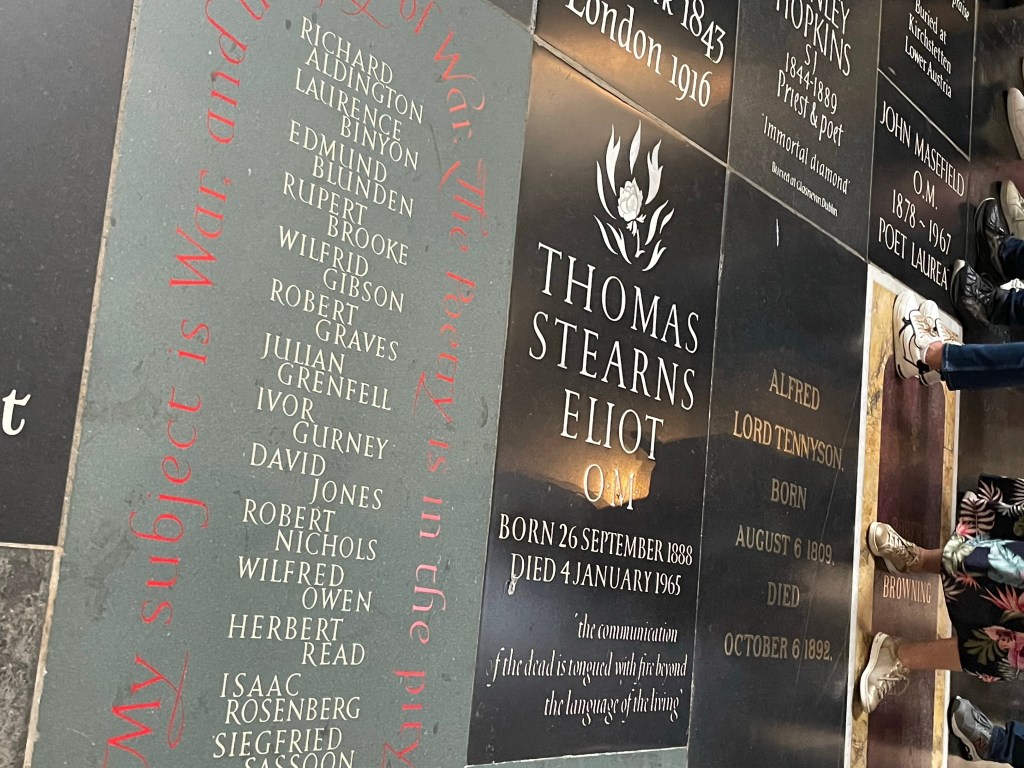 My subject is War, and the
of War. The Poetry is in the pity
RICHARD
ALDINGTON
LAURENCE
BINYON
EDMUND
BLUNDEN
RUPERT
BROOKE
WILFRID
GIBSON
ROBERT
GRAVES
JULIAN
GRENFELL
IVOR
GURNEY
DAVID
JONES
ROBERT
NICHOLS
WILFRED
OWEN
HERBERT
READ
ISAAC
ROSENBERG
SIEGFRIED
SASSOON
1843
London 1916
THOMAS
STEARNS
ELIOT
O M
BORN 26 SEPTEMBER 1888
DIED 4 JANUARY 1965
'the communication
of the dead is tongued with fire beyond
the language of the living'
HOPKINS
S J
1844-1889
Priest & poet
'Immortal diamond'
Buried at Glasnevin Dublin
ALFRED
LORD TENNYSON.
BORN
AUGUST 6 1809.
DIED
OCTOBER 6 1892.
Buried at
Kirchstetten
Lower Austria
JOHN MASEFIELD
O.M.
1878 ~ 1967
POET LAUREA
BROWNING
t